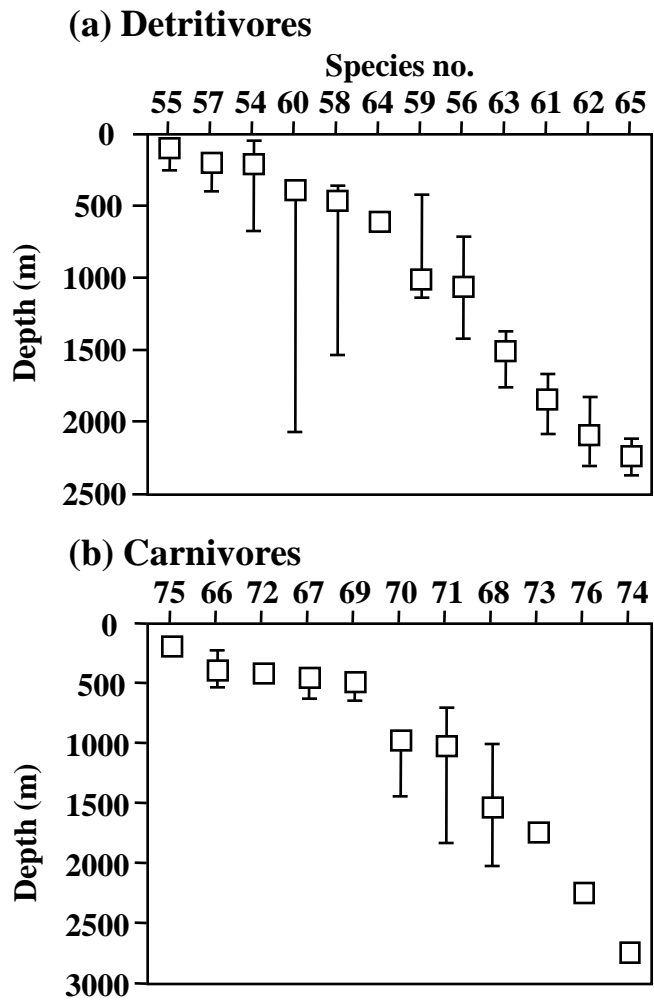 (a) Detritivores
Species no.
55 57 54 60 58 64 59 56 63 61 62 65
0
500
1000
1500
2000
2500
Depth (m)
(b) Carnivores
75 66 72 67 69 70 71 68 73 76 74
0
500
1000
1500
2000
2500
3000
Depth (m)